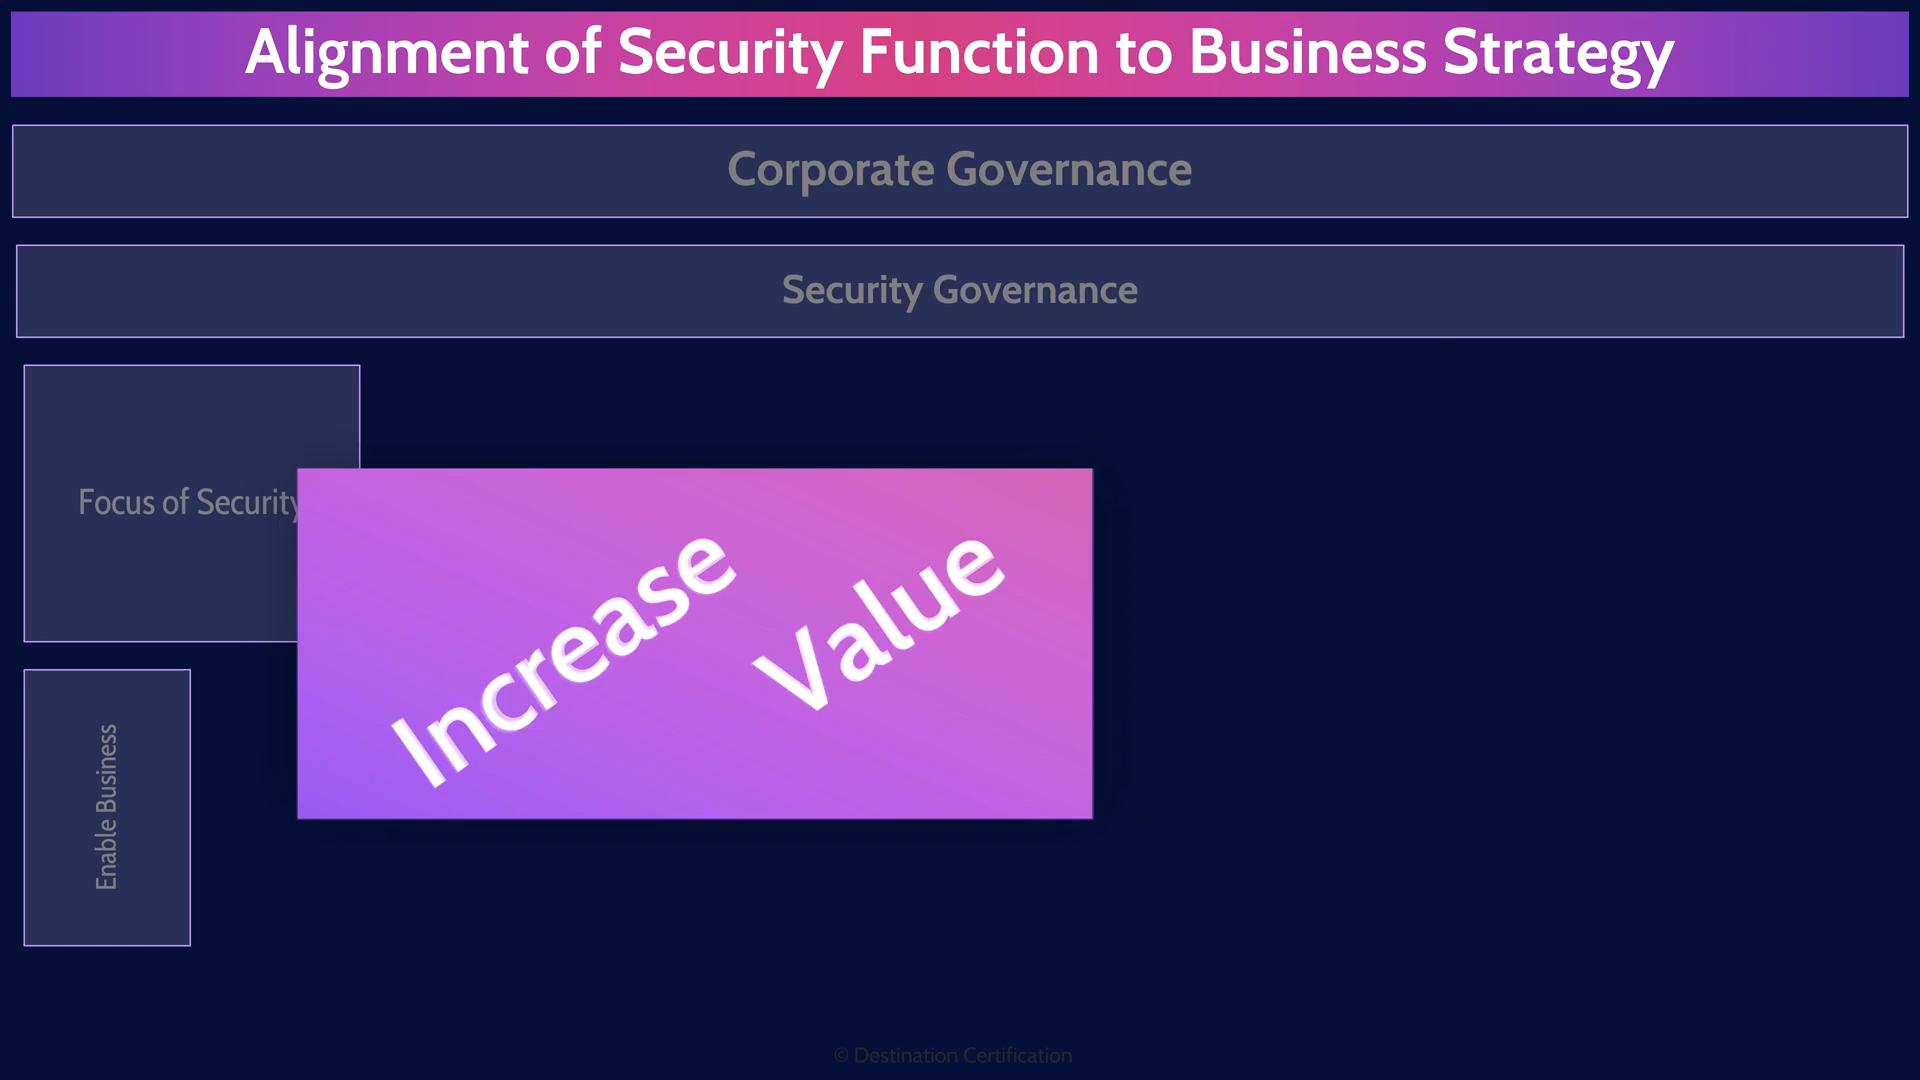 Alignment of Security Function to Business Strategy
Corporate Governance
Security Governance
Focus of Security
Increase Value
Enable Business
© Destination Certification